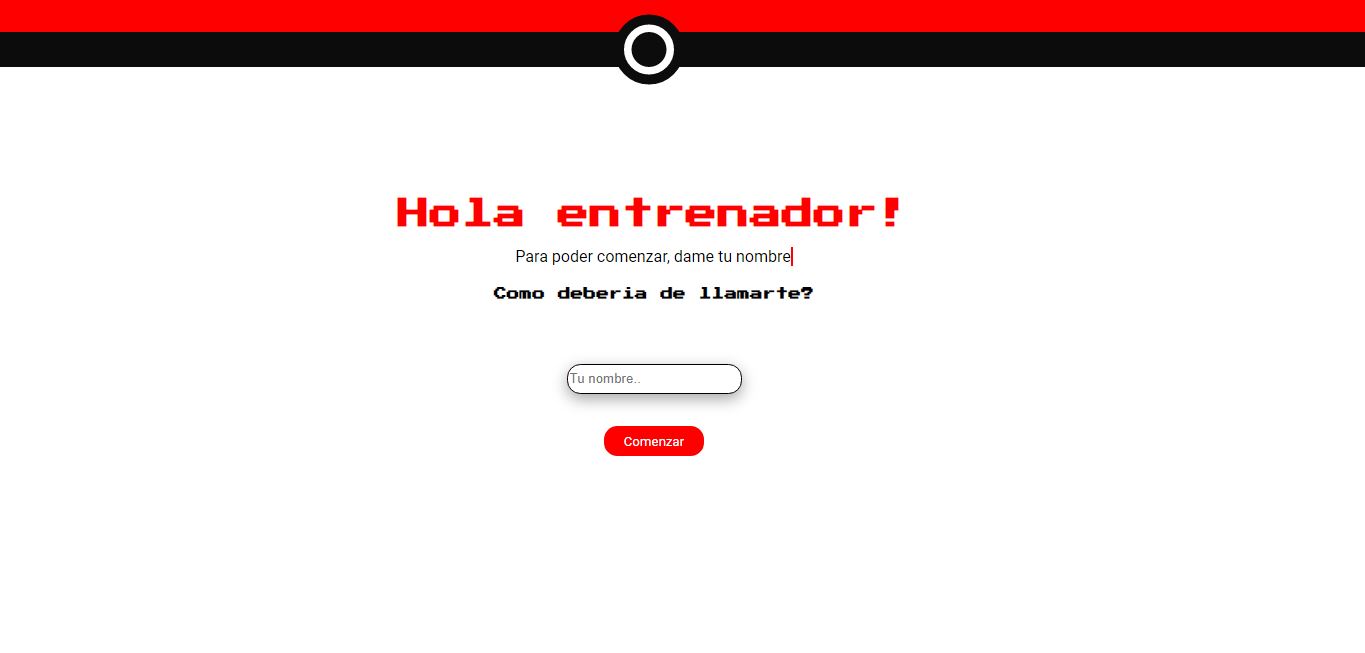 Hola entrenador!
Para poder comenzar, dame tu nombre
Como deberia de llamarte?
Tu nombre..
Comenzar